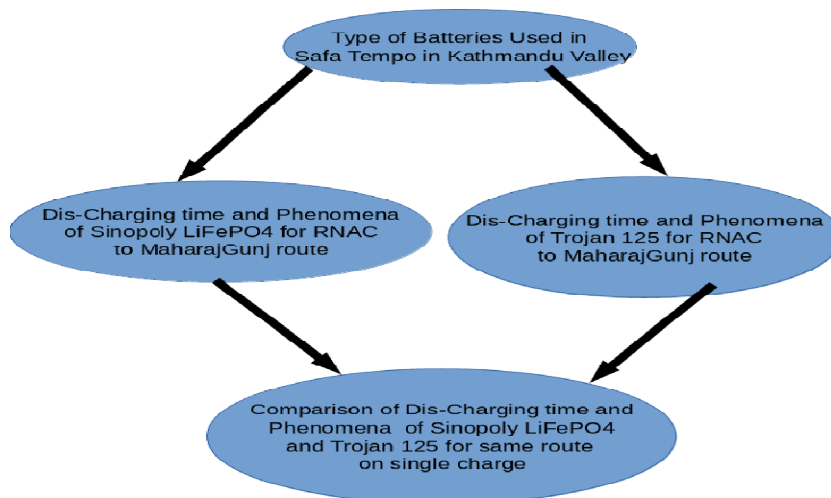 Type of Batteries Used in
Safa Tempo in Kathmandu Valley
Dis-Charging time and Phenomena
of Sinopoly LiFePO4 for RNAC
to MaharajGunj route
Dis-Charging time and Phenomena
of Trojan 125 for RNAC
to MaharajGunj route
Comparison of Dis-Charging time and
Phenomena of Sinopoly LiFePO4
and Trojan 125 for same route
on single charge